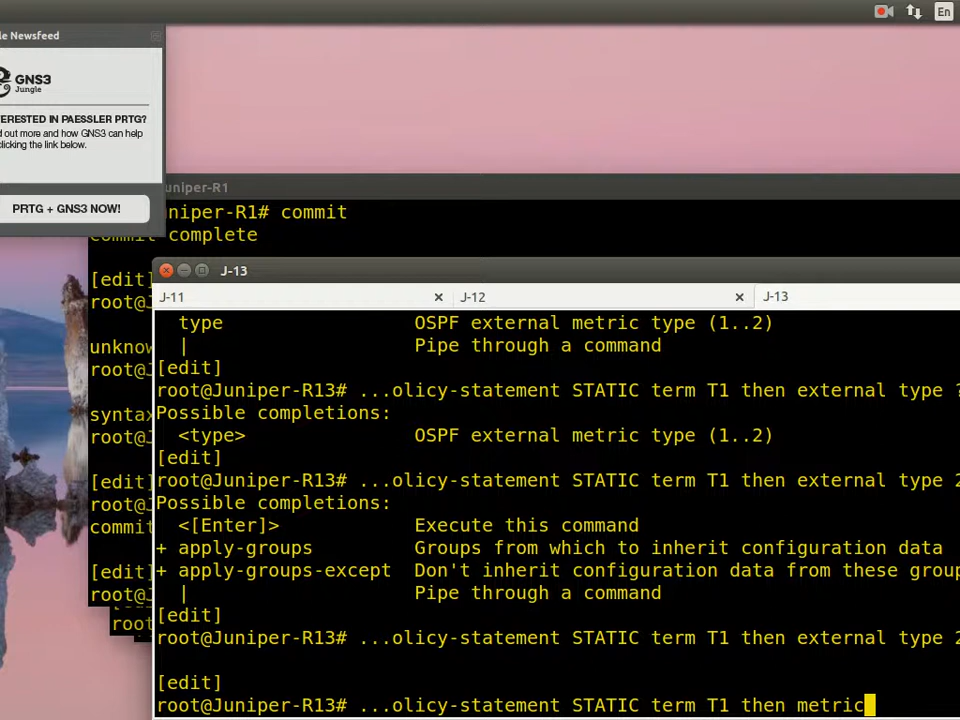 En
le Newsfeed
GNS3
Jungle
TERESTED IN PAESSLER PRTG?
d out more and how GNS3 can help
clicking the link below.
PRTG + GNS3 NOW!
uniper-R1
uniper-R1# commit
commit complete
[edit]
root@J
unknow
root@J
syntax
root@J
[edit]
root@J
commit
[edit]
root@J
root
J-13
J-11
J-12
J-13
type OSPF external metric type (1..2)
| Pipe through a command
[edit]
root@Juniper-R13# ...olicy-statement STATIC term T1 then external type ?
Possible completions:
<type> OSPF external metric type (1..2)
[edit]
root@Juniper-R13# ...olicy-statement STATIC term T1 then external type 2
Possible completions:
<[Enter]> Execute this command
+ apply-groups Groups from which to inherit configuration data
+ apply-groups-except Don't inherit configuration data from these group
| Pipe through a command
[edit]
root@Juniper-R13# ...olicy-statement STATIC term T1 then external type 2
[edit]
root@Juniper-R13# ...olicy-statement STATIC term T1 then metric